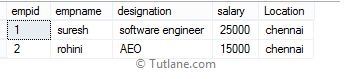 empid empname designation salary Location
1 suresh software engineer 25000 chennai
2 rohini AEO 15000 chennai
© Tutlane.com